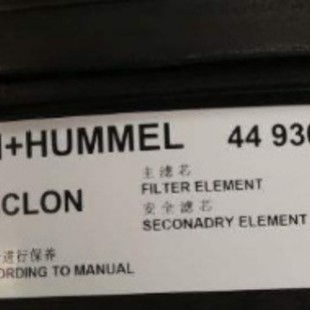 +HUMMEL 44 93
主滤芯
FILTER ELEMENT
CLON
安全滤芯
SECONADRY ELEMENT
进行保养
ORDING TO MANUAL